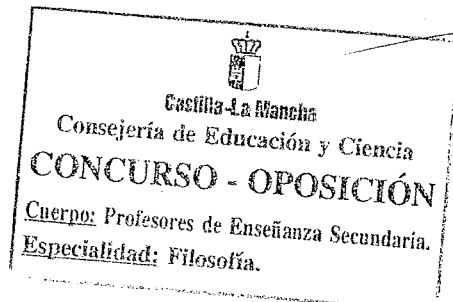 Castilla-La Mancha
Consejería de Educación y Ciencia
CONCURSO - OPOSICIÓN
Cuerpo: Profesores de Enseñanza Secundaria.
Especialidad: Filosofía.